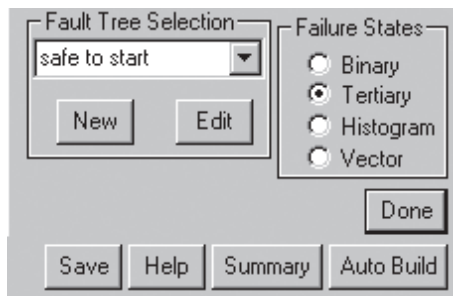 Fault Tree Selection
safe to start
New
Edit
Failure States
Binary
Tertiary
Histogram
Vector
Done
Save
Help
Summary
Auto Build